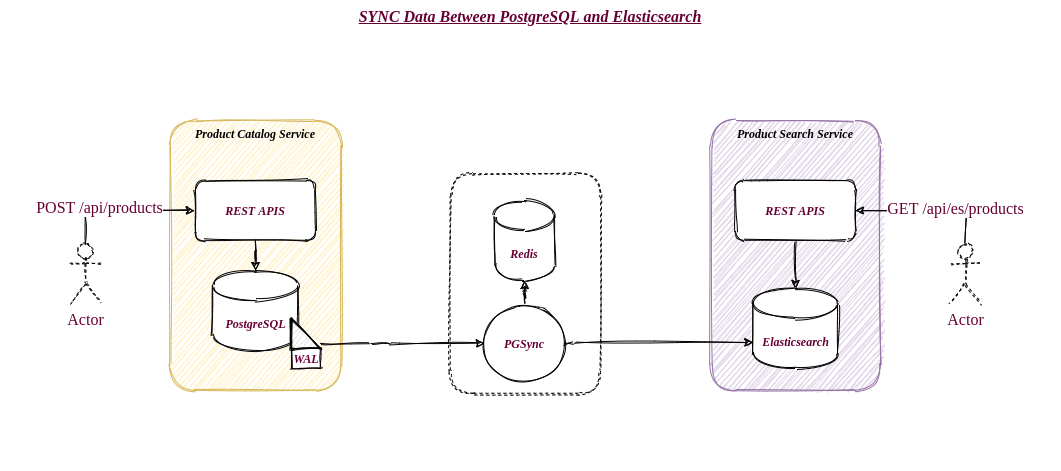 SYNC Data Between PostgreSQL and Elasticsearch
Product Catalog Service
Product Search Service
POST /api/products
REST APIS
REST APIS
GET /api/es/products
Redis
Actor
PostgreSQL
WAL
PGSync
Elasticsearch
Actor